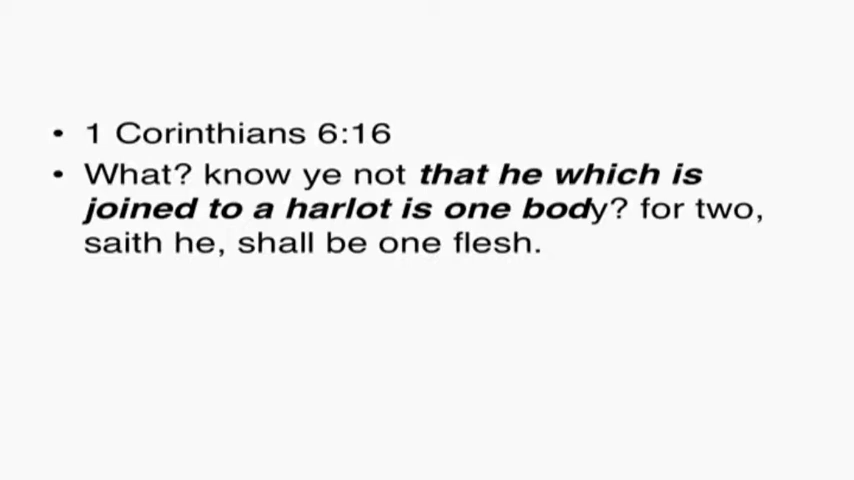 • 1 Corinthians 6:16
• What? know ye not that he which is
joined to a harlot is one body? for two,
saith he, shall be one flesh.